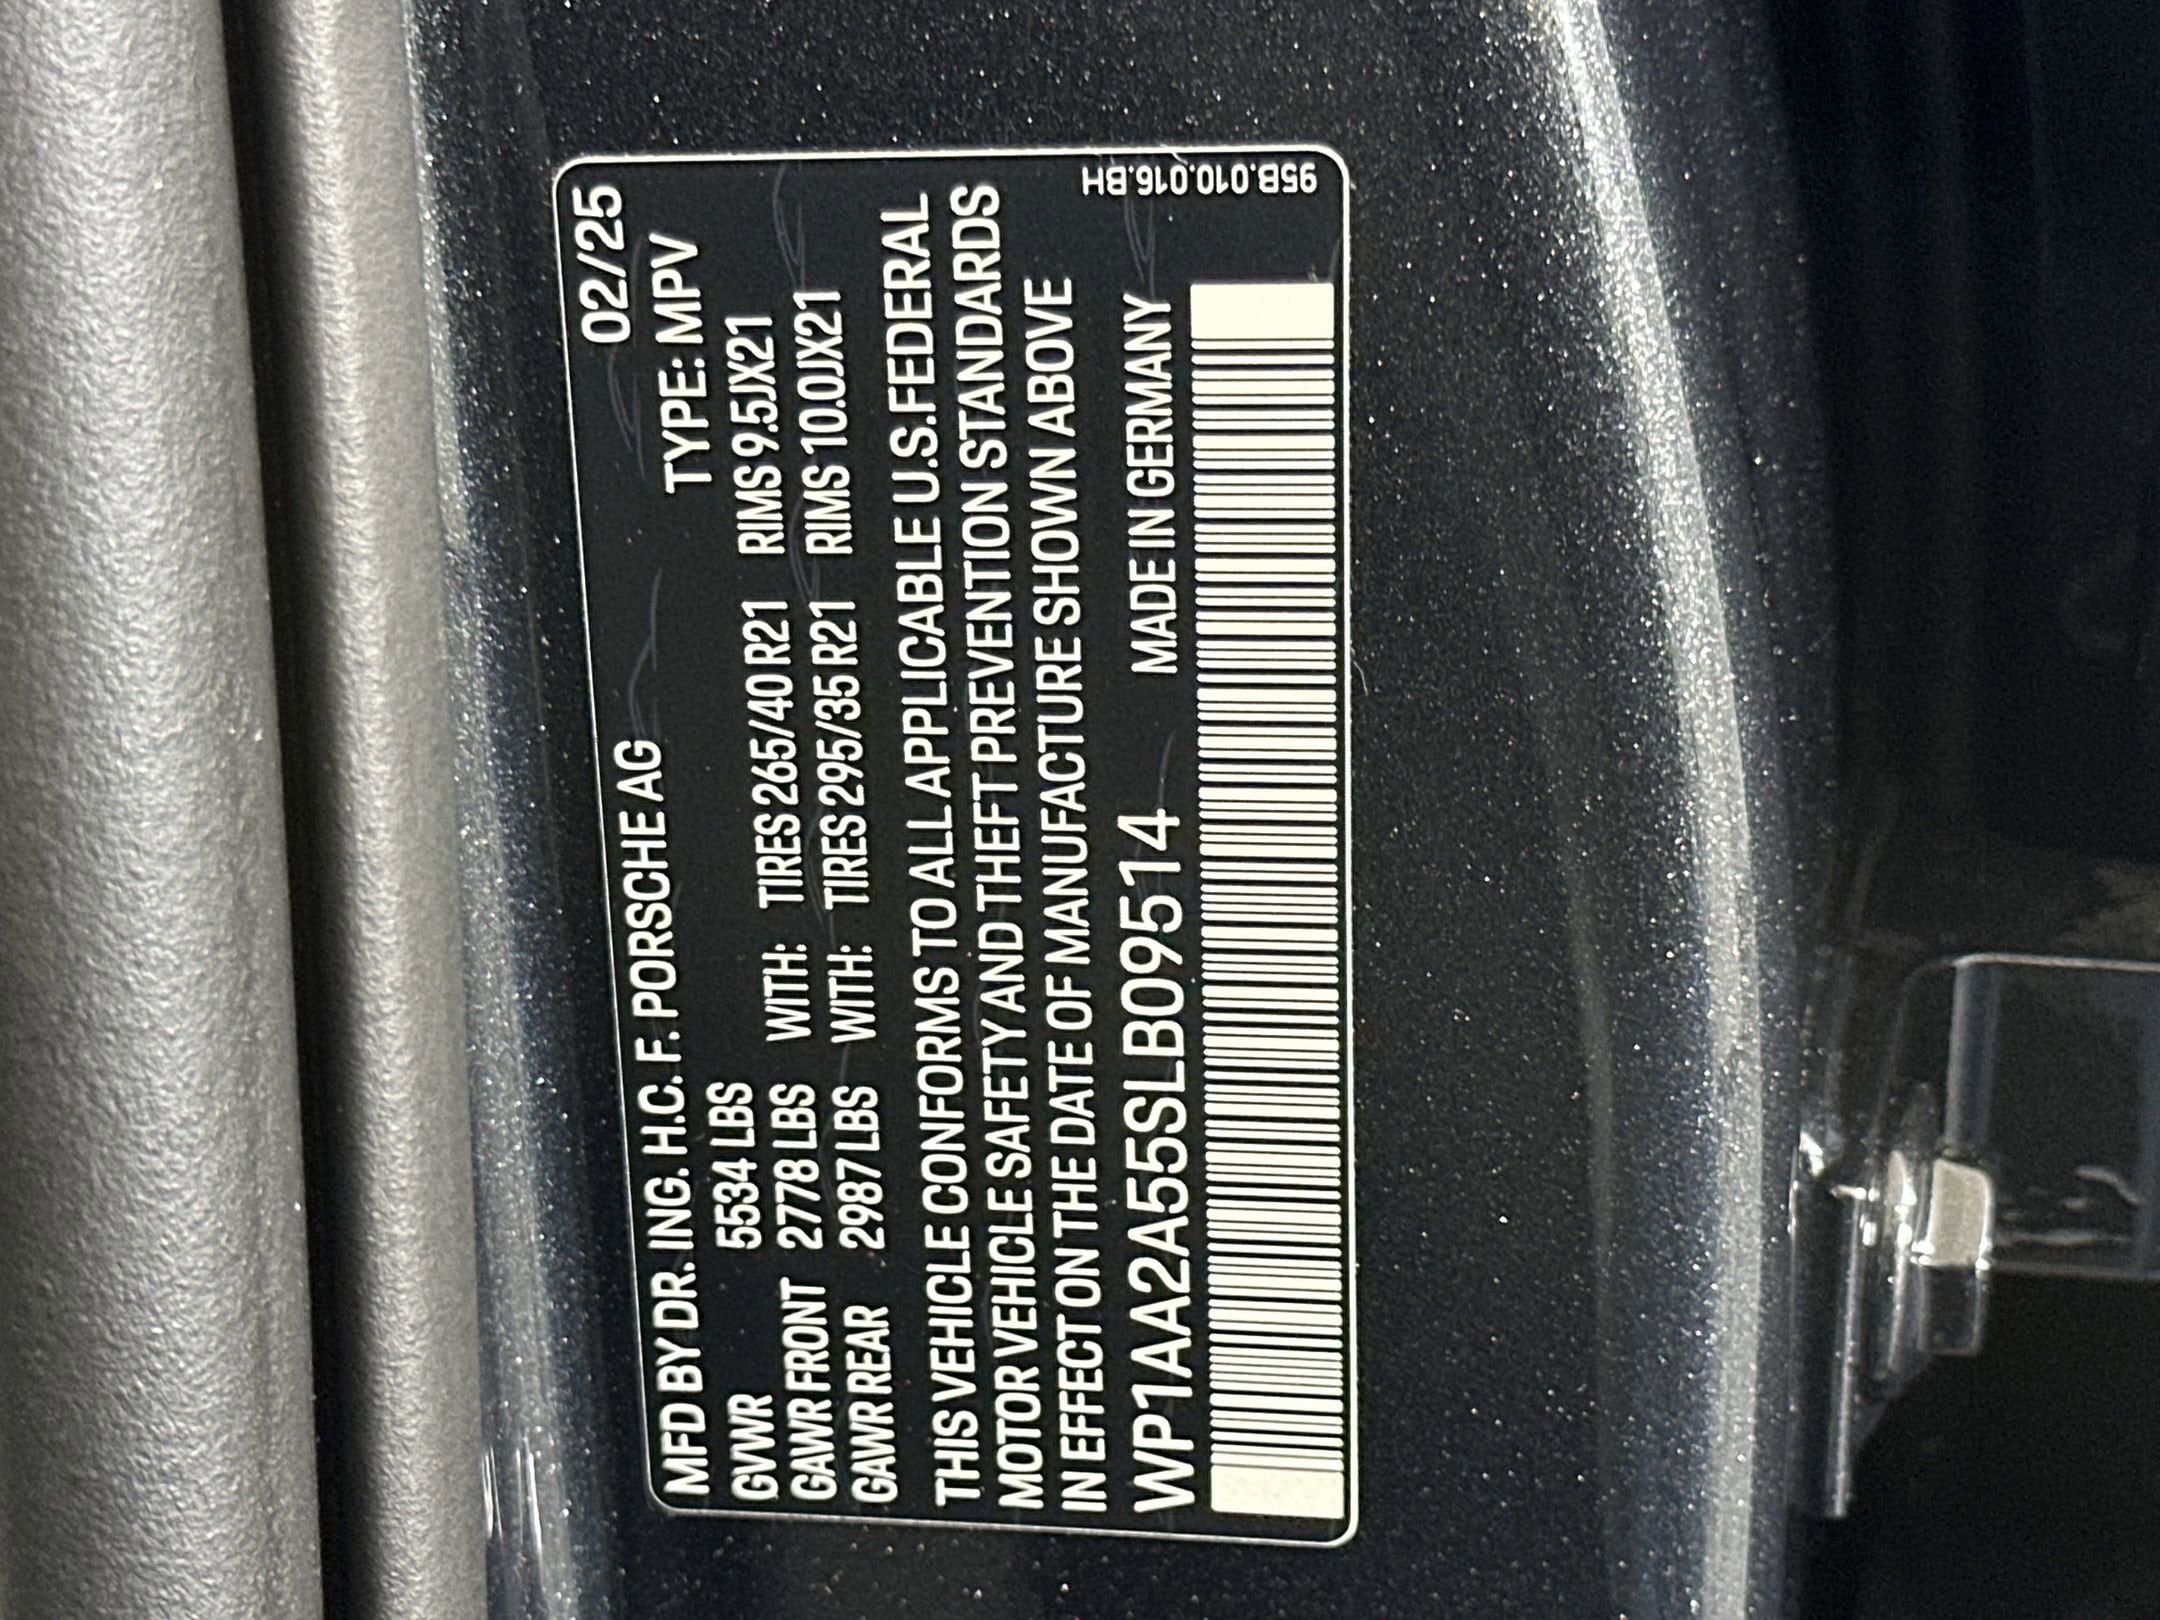 02/25
MFD BY DR. ING. H.C. F. PORSCHE AG TYPE: MPV
GVWR 5534 LBS
GAWR FRONT 2778 LBS WITH: TIRES 265/40 R21 RIMS 9.5JX21
GAWR REAR 2987 LBS WITH: TIRES 295/35 R21 RIMS 10.0JX21
THIS VEHICLE CONFORMS TO ALL APPLICABLE U.S.FEDERAL
MOTOR VEHICLE SAFETY AND THEFT PREVENTION STANDARDS
IN EFFECT ON THE DATE OF MANUFACTURE SHOWN ABOVE
WP1AA2A55SLB09514 MADE IN GERMANY
95B.010.016.BH